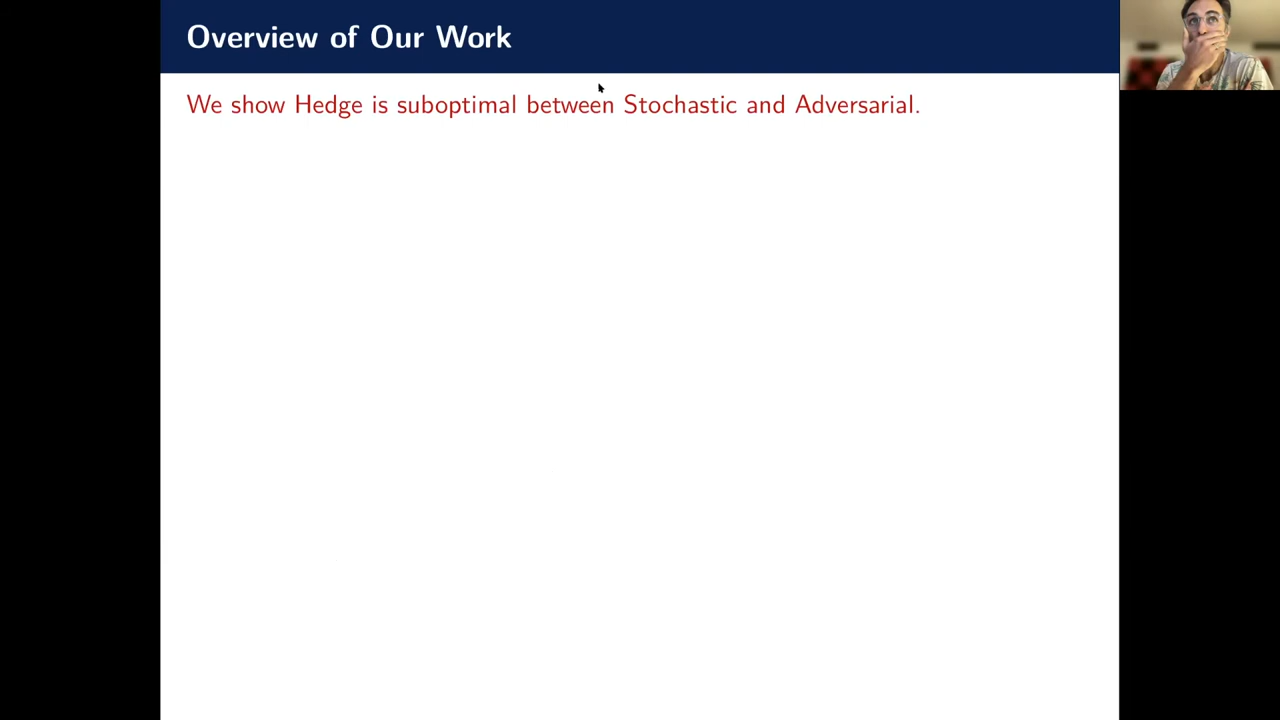 Overview of Our Work
We show Hedge is suboptimal between Stochastic and Adversarial.